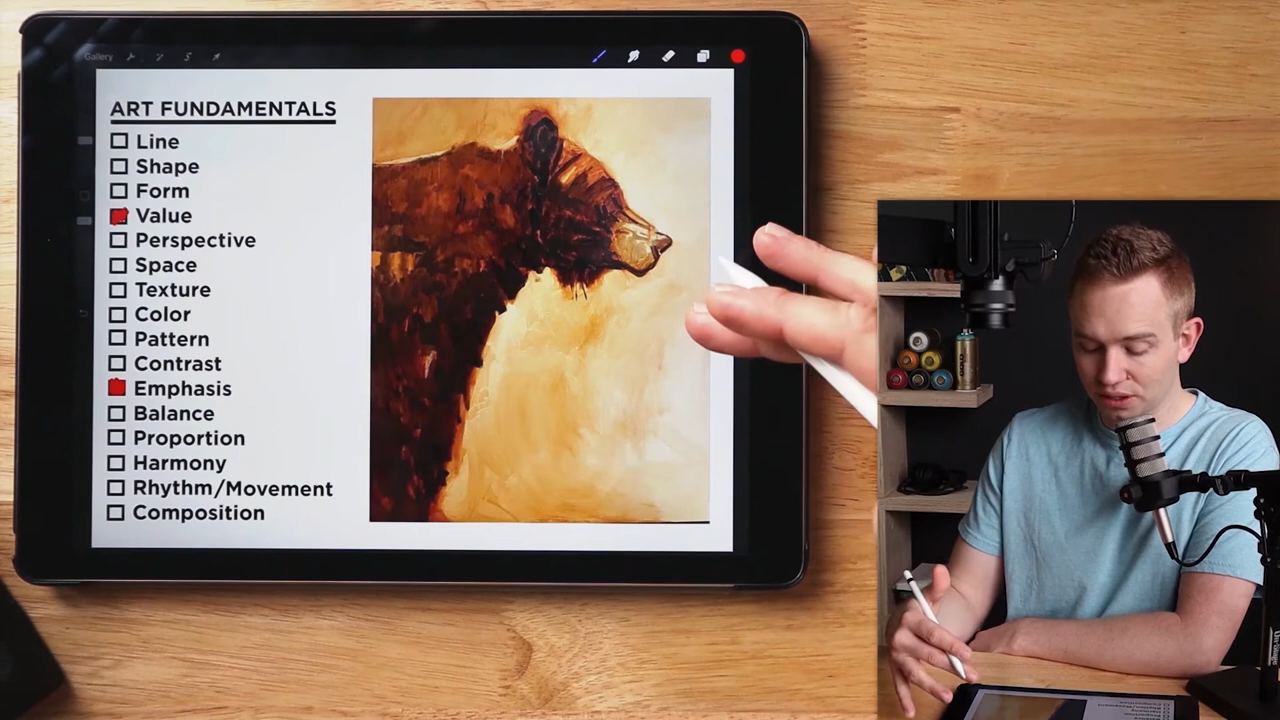 Gallery
ART FUNDAMENTALS
Line
Shape
Form
Value
Perspective
Space
Texture
Color
Pattern
Contrast
Emphasis
Balance
Proportion
Harmony
Rhythm/Movement
Composition